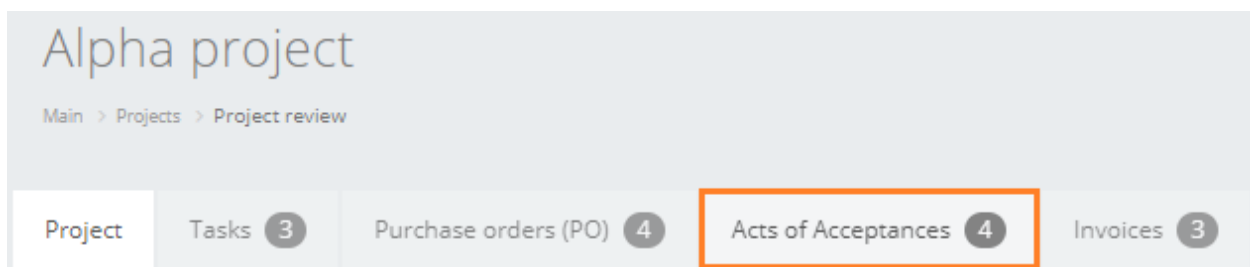 Alpha project
Main > Projects > Project review
Project Tasks 3 Purchase orders (PO) 4 Acts of Acceptances 4 Invoices 3